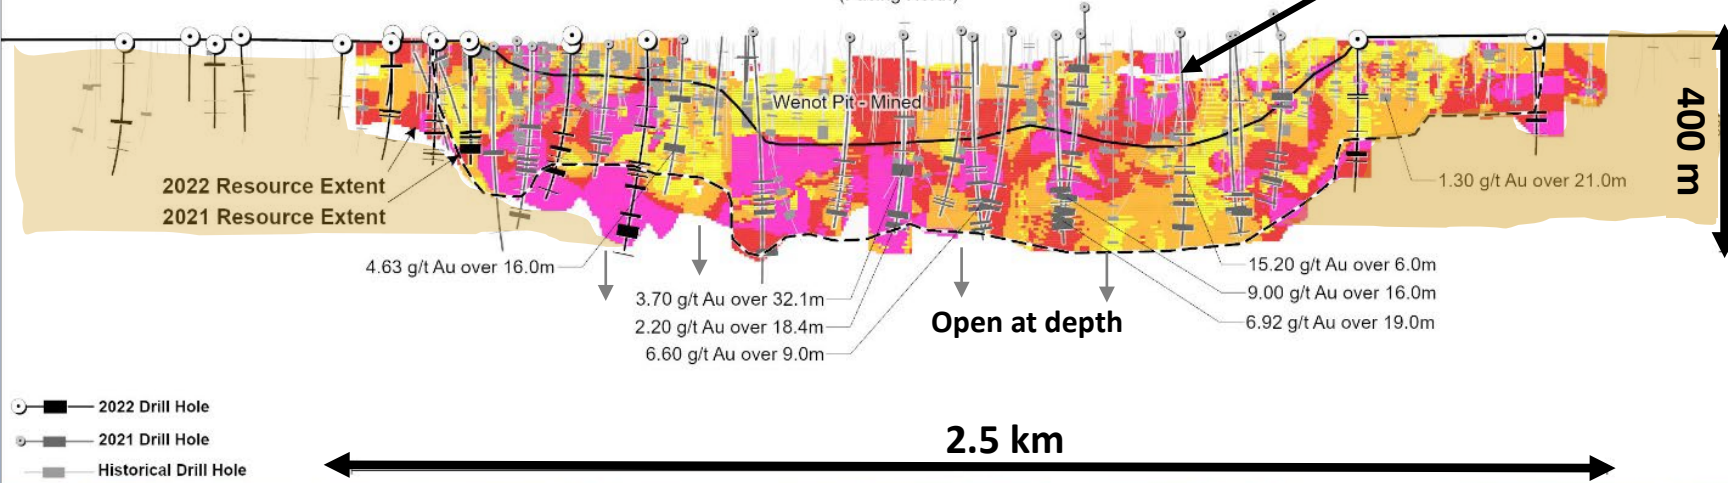 Wenot Pit - Mined
400 m
2022 Resource Extent
2021 Resource Extent
1.30 g/t Au over 21.0m
4.63 g/t Au over 16.0m
3.70 g/t Au over 32.1m
2.20 g/t Au over 18.4m
6.60 g/t Au over 9.0m
Open at depth
15.20 g/t Au over 6.0m
9.00 g/t Au over 16.0m
6.92 g/t Au over 19.0m
2022 Drill Hole
2021 Drill Hole
Historical Drill Hole
2.5 km